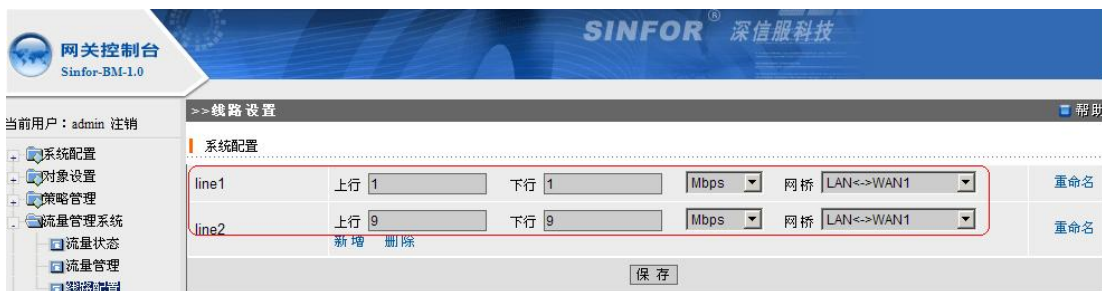 SINFOR® 深信服科技
网关控制台
Sinfor-BM-1.0
当前用户：admin 注销
系统配置
对象设置
策略管理
流量管理系统
流量状态
流量管理
线路配置
>>线路设置
帮助
系统配置
line1 上行 1 下行 1 Mbps 网桥 LAN<->WAN1 重命名
line2 上行 9 下行 9 Mbps 网桥 LAN<->WAN1 重命名
新增 删除
保存